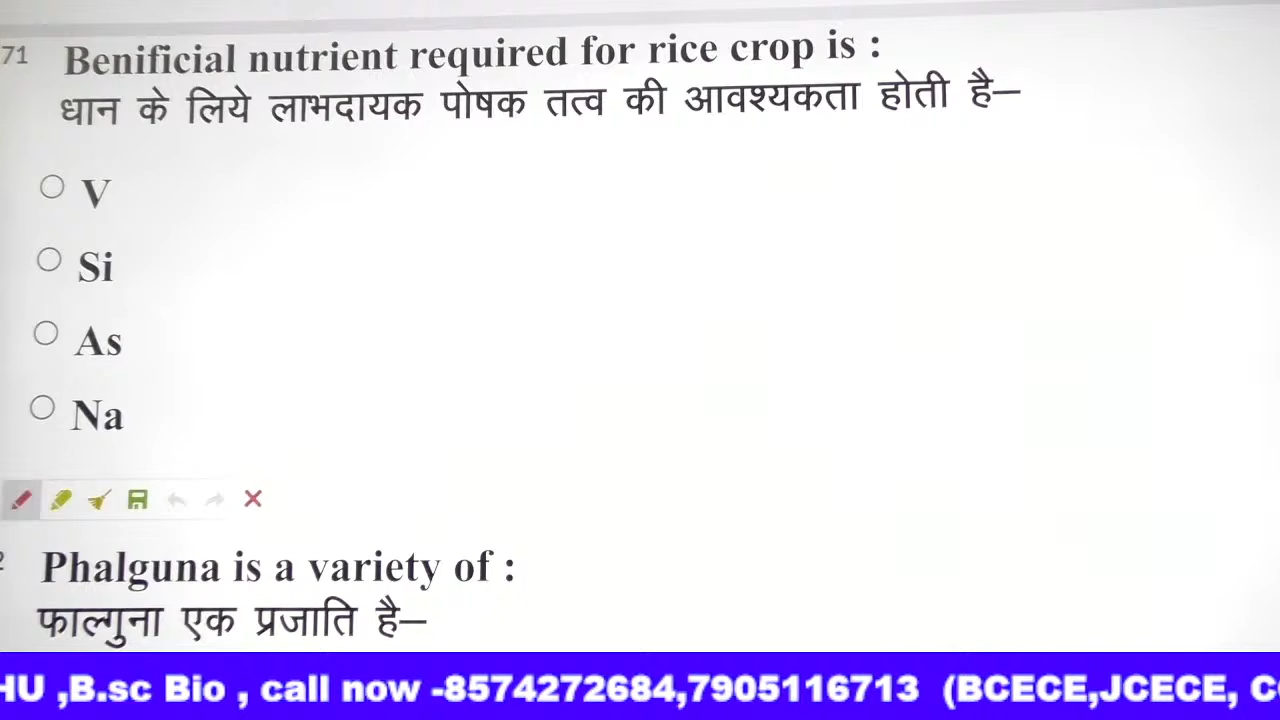 71 Benificial nutrient required for rice crop is :
धान के लिये लाभदायक पोषक तत्व की आवश्यकता होती है–
V
Si
As
Na
Phalguna is a variety of :
फाल्गुना एक प्रजाति है–
HU ,B.sc Bio , call now -8574272684,7905116713 (BCECE,JCECE,